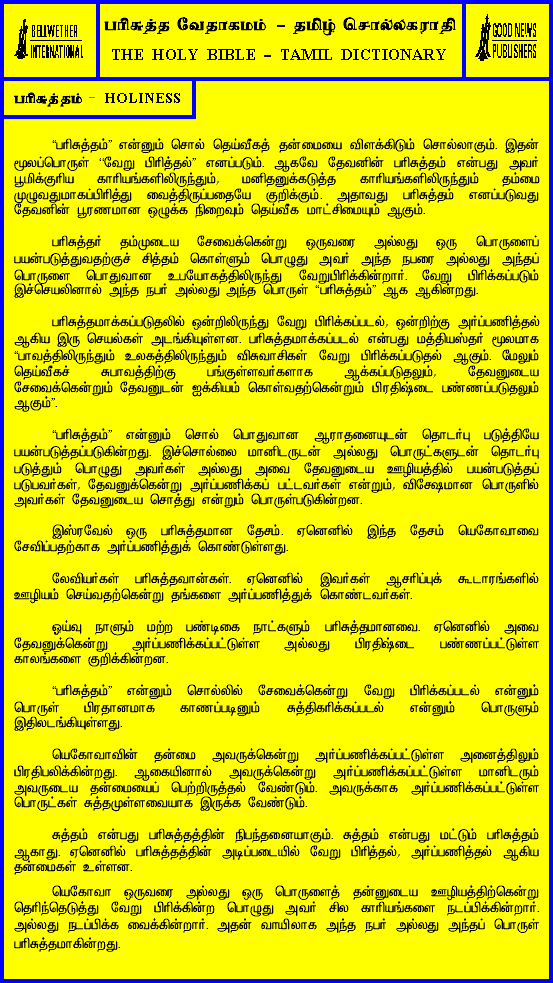 BELLWETHER
INTERNATIONAL
பரிசுத்த வேதாகமம் – தமிழ் சொல்லகராதி
THE HOLY BIBLE – TAMIL DICTIONARY
GOOD NEWS
PUBLISHERS
பரிசுத்தம் – HOLINESS
“பரிசுத்தம்” என்னும் சொல் தெய்வீகத் தன்மையை விளக்கிடும் சொல்லாகும். இதன்
மூலப்பொருள் “வேறு பிரித்தல்” எனப்படும். ஆகவே தேவனின் பரிசுத்தம் என்பது அவர்
பூமிக்குரிய காரியங்களிலிருந்தும், மனிதனுக்கடுத்த காரியங்களிலிருந்தும் தம்மை
முழுவதுமாகப்பிரித்து வைத்திருப்பதையே குறிக்கும். அதாவது பரிசுத்தம் எனப்படுவது
தேவனின் பூரணமான ஒழுக்க நிறைவும் தெய்வீக மாட்சிமையும் ஆகும்.
பரிசுத்தர் தம்முடைய சேவைக்கென்று ஒருவரை அல்லது ஒரு பொருளைப்
பயன்படுத்துவதற்குச் சித்தம் கொள்ளும் பொழுது அவர் அந்த நபரை அல்லது அந்தப்
பொருளை பொதுவான உபயோகத்திலிருந்து வேறுபிரிக்கின்றார். வேறு பிரிக்கப்படும்
இச்செயலினால் அந்த நபர் அல்லது அந்த பொருள் “பரிசுத்தம்” ஆக ஆகின்றது.
பரிசுத்தமாக்கப்படுதலில் ஒன்றிலிருந்து வேறு பிரிக்கபடல், ஒன்றிற்கு அர்ப்பணித்தல்
ஆகிய இரு செயல்கள் அடங்கியுள்ளன. பரிசுத்தமாக்கப்படல் என்பது மத்தியஸ்தர் மூலமாக
“பாவத்திலிருந்தும் உலகத்திலிருந்தும் விசுவாசிகள் வேறு பிரிக்கப்படுதல் ஆகும். மேலும்
தெய்வீகச் சுபாவத்திற்கு பங்குள்ளவர்களாக ஆக்கப்படுதலும், தேவனுடைய
சேவைக்கென்றும் தேவனுடன் ஐக்கியம் கொள்வதற்கென்றும் பிரதிஷ்டை பண்ணப்படுதலும்
ஆகும்”.
“பரிசுத்தம்” என்னும் சொல் பொதுவான ஆராதனையுடன் தொடர்பு படுத்தியே
பயன்படுத்தப்படுகின்றது. இச்சொல்லை மானிடருடன் அல்லது பொருட்களுடன் தொடர்பு
படுத்தும் பொழுது அவர்கள் அல்லது அவை தேவனுடைய ஊழியத்தில் பயன்படுத்தப்
படுபவர்கள், தேவனுக்கென்று அர்ப்பணிக்கப் பட்டவர்கள் என்றும், விசேஷமான பொருளில்
அவர்கள் தேவனுடைய சொத்து என்றும் பொருள்படுகின்றன.
இஸ்ரவேல் ஒரு பரிசுத்தமான தேசம். ஏனெனில் இந்த தேசம் யெகோவாவை
சேவிப்பதற்காக அர்ப்பணித்துக் கொண்டுள்ளது.
லேவியர்கள் பரிசுத்தவான்கள். ஏனெனில் இவர்கள் ஆசரிப்புக் கூடாரங்களில்
ஊழியம் செய்வதற்கென்று தங்களை அர்ப்பணித்துக் கொண்டவர்கள்.
ஓய்வு நாளும் மற்ற பண்டிகை நாட்களும் பரிசுத்தமானவை. ஏனெனில் அவை
தேவனுக்கென்று அர்ப்பணிக்கப்பட்டுள்ள அல்லது பிரதிஷ்டை பண்ணப்பட்டுள்ள
காலங்களை குறிக்கின்றன.
“பரிசுத்தம்” என்னும் சொல்லில் சேவைக்கென்று வேறு பிரிக்கப்படல் என்னும்
பொருள் பிரதானமாக காணப்படினும் சுத்திகரிக்கப்படல் என்னும் பொருளும்
இதிலடங்கியுள்ளது.
யெகோவாவின் தன்மை அவருக்கென்று அர்ப்பணிக்கப்பட்டுள்ள அனைத்திலும்
பிரதிபலிக்கின்றது. ஆகையினால் அவருக்கென்று அர்ப்பணிக்கப்பட்டுள்ள மானிடரும்
அவருடைய தன்மையைப் பெற்றிருத்தல் வேண்டும். அவருக்காக அர்ப்பணிக்கப்பட்டுள்ள
பொருட்கள் சுத்தமுள்ளவையாக இருக்க வேண்டும்.
சுத்தம் என்பது பரிசுத்தத்தின் நிபந்தனையாகும். சுத்தம் என்பது மட்டும் பரிசுத்தம்
ஆகாது. ஏனெனில் பரிசுத்தத்தின் அடிப்படையில் வேறு பிரித்தல், அர்ப்பணித்தல் ஆகிய
தன்மைகள் உள்ளன.
யெகோவா ஒருவரை அல்லது ஒரு பொருளைத் தன்னுடைய ஊழியத்திற்கென்று
தெரிந்தெடுத்து வேறு பிரிக்கின்ற பொழுது அவர் சில காரியங்களை நடப்பிக்கின்றார்.
அல்லது நடப்பிக்க வைக்கின்றார். அதன் வாயிலாக அந்த நபர் அல்லது அந்தப் பொருள்
பரிசுத்தமாகின்றது.